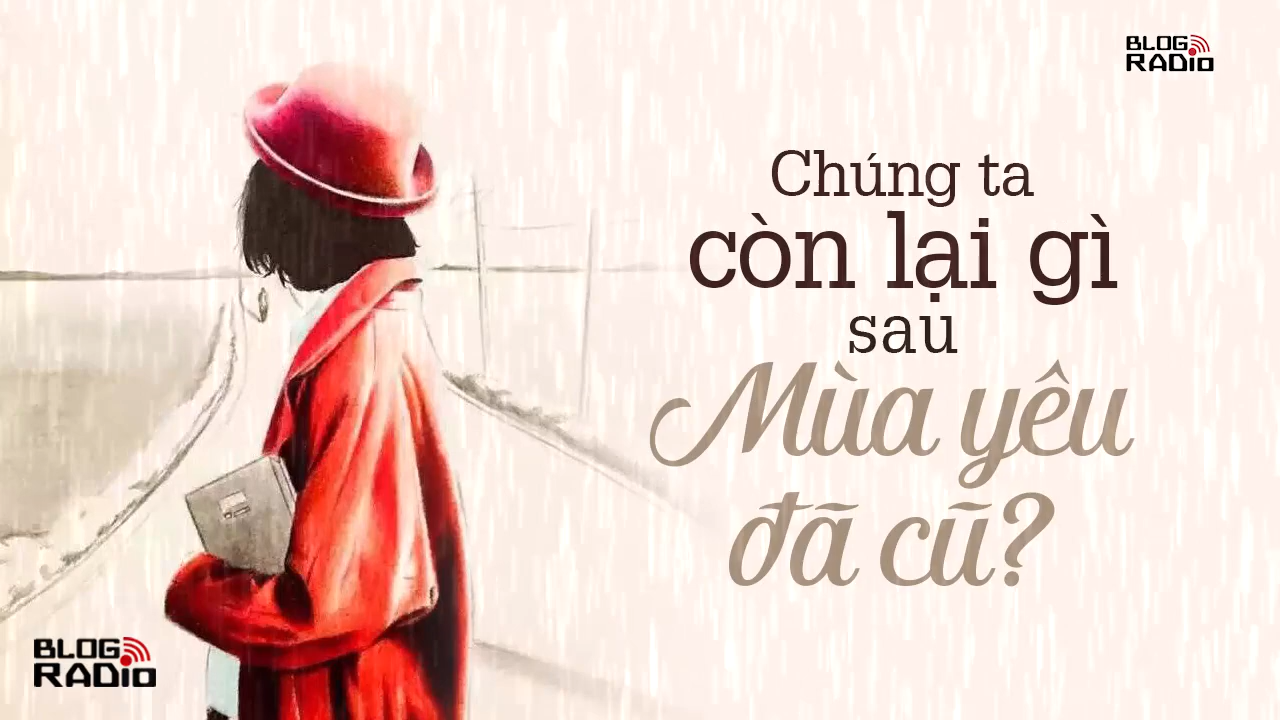 BLOG
RADIO
Chúng ta
còn lại gì
sau
Mùa yêu
đã cũ?
BLOG
RADIO